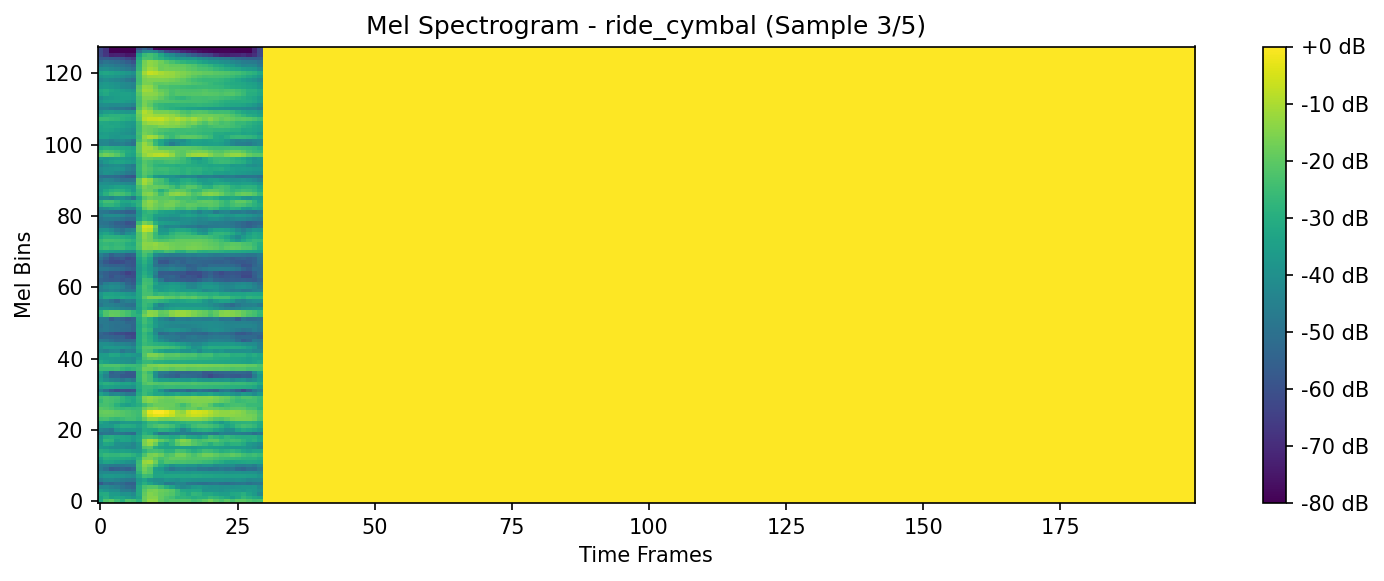 Mel Spectrogram - ride_cymbal (Sample 3/5)
Mel Bins
120
100
80
60
40
20
0
0 25 50 75 100 125 150 175
Time Frames
+0 dB
-10 dB
-20 dB
-30 dB
-40 dB
-50 dB
-60 dB
-70 dB
-80 dB